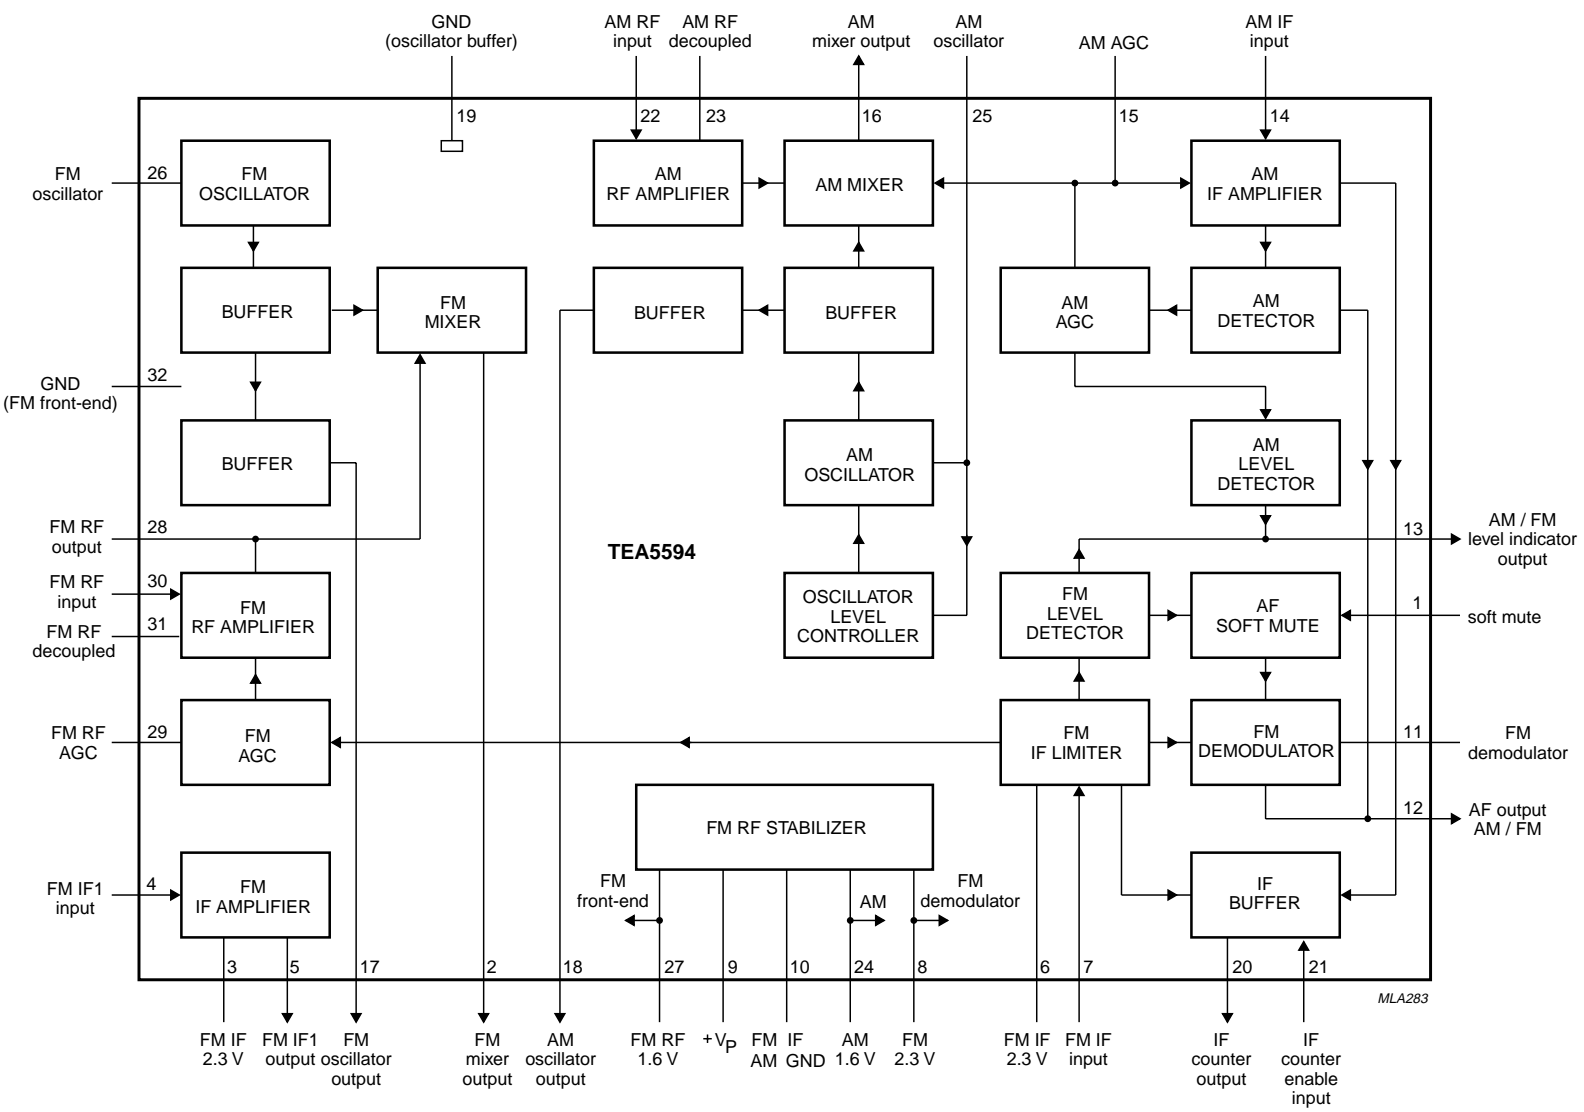 GND
(oscillator buffer)
AM RF
input
AM RF
decoupled
AM
mixer output
AM
oscillator
AM AGC
AM IF
input
19
22
23
16
25
15
14
FM
oscillator
26
FM
OSCILLATOR
AM
RF AMPLIFIER
AM MIXER
AM
IF AMPLIFIER
BUFFER
FM
MIXER
BUFFER
BUFFER
AM
AGC
AM
DETECTOR
GND
(FM front-end)
32
BUFFER
AM
OSCILLATOR
AM
LEVEL
DETECTOR
FM RF
output
28
TEA5594
13
AM / FM
level indicator
output
FM RF
input
30
FM RF
decoupled
31
FM
RF AMPLIFIER
OSCILLATOR
LEVEL
CONTROLLER
FM
LEVEL
DETECTOR
AF
SOFT MUTE
1
soft mute
FM RF
AGC
29
FM
AGC
FM
IF LIMITER
FM
DEMODULATOR
11
FM
demodulator
FM RF STABILIZER
12
AF output
AM / FM
FM IF1
input
4
FM
IF AMPLIFIER
FM
front-end
AM
FM
demodulator
IF
BUFFER
3
5
17
2
18
27
9
10
24
8
6
7
20
21
MLA283
FM IF
2.3 V
FM IF1
output
FM
oscillator
output
FM
mixer
output
AM
oscillator
output
FM RF
1.6 V
+VP
FM IF
AM GND
AM
1.6 V
FM
2.3 V
FM IF
2.3 V
FM IF
input
IF
counter
output
IF
counter
enable
input